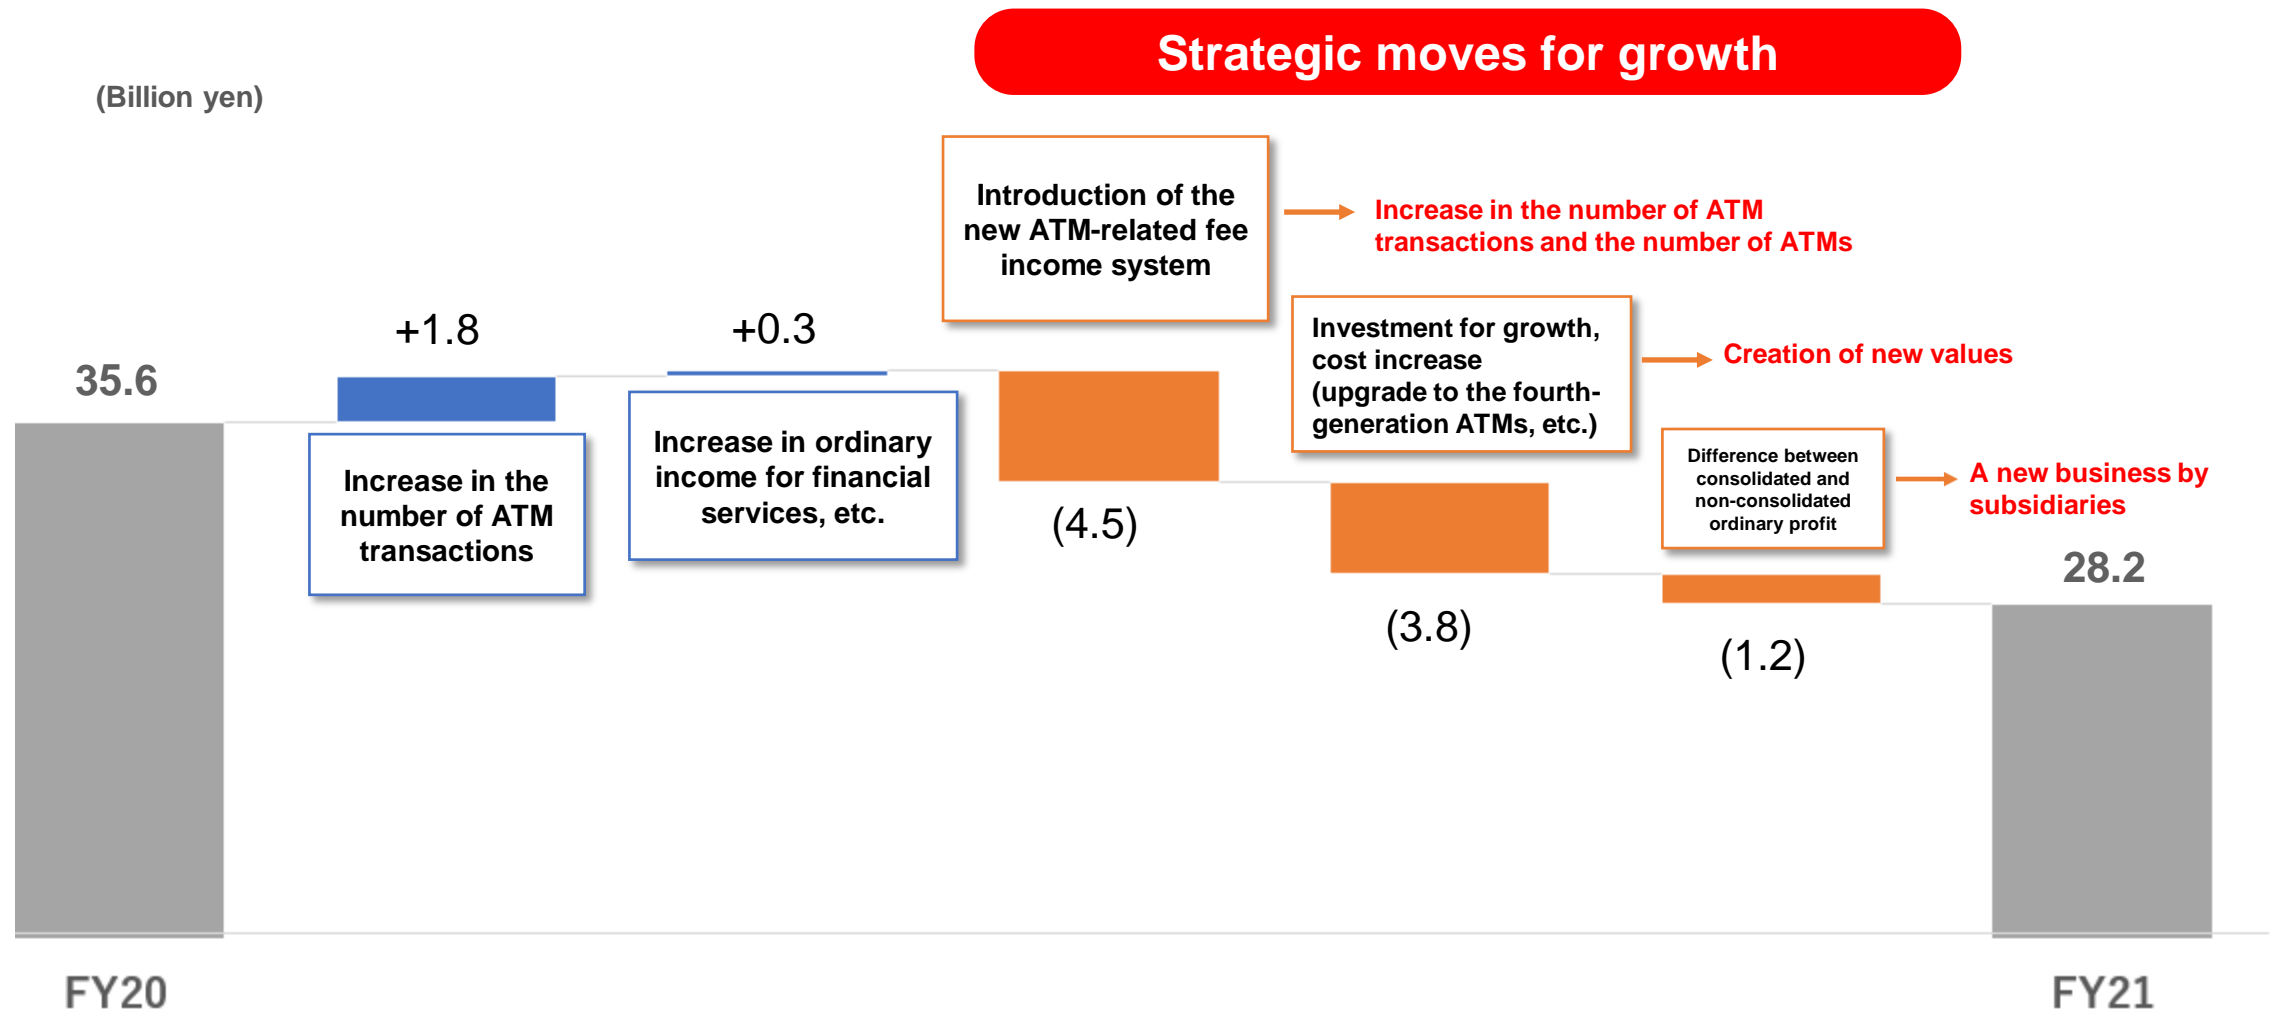 Strategic moves for growth
(Billion yen)
Introduction of the
new ATM-related fee
income system
Increase in the number of ATM
transactions and the number of ATMs
+1.8
+0.3
35.6
Investment for growth,
cost increase
(upgrade to the fourth-
generation ATMs, etc.)
Creation of new values
Increase in the
number of ATM
transactions
Increase in ordinary
income for financial
services, etc.
(4.5)
Difference between
consolidated and
non-consolidated
ordinary profit
A new business by
subsidiaries
(3.8)
(1.2)
28.2
FY20
FY21